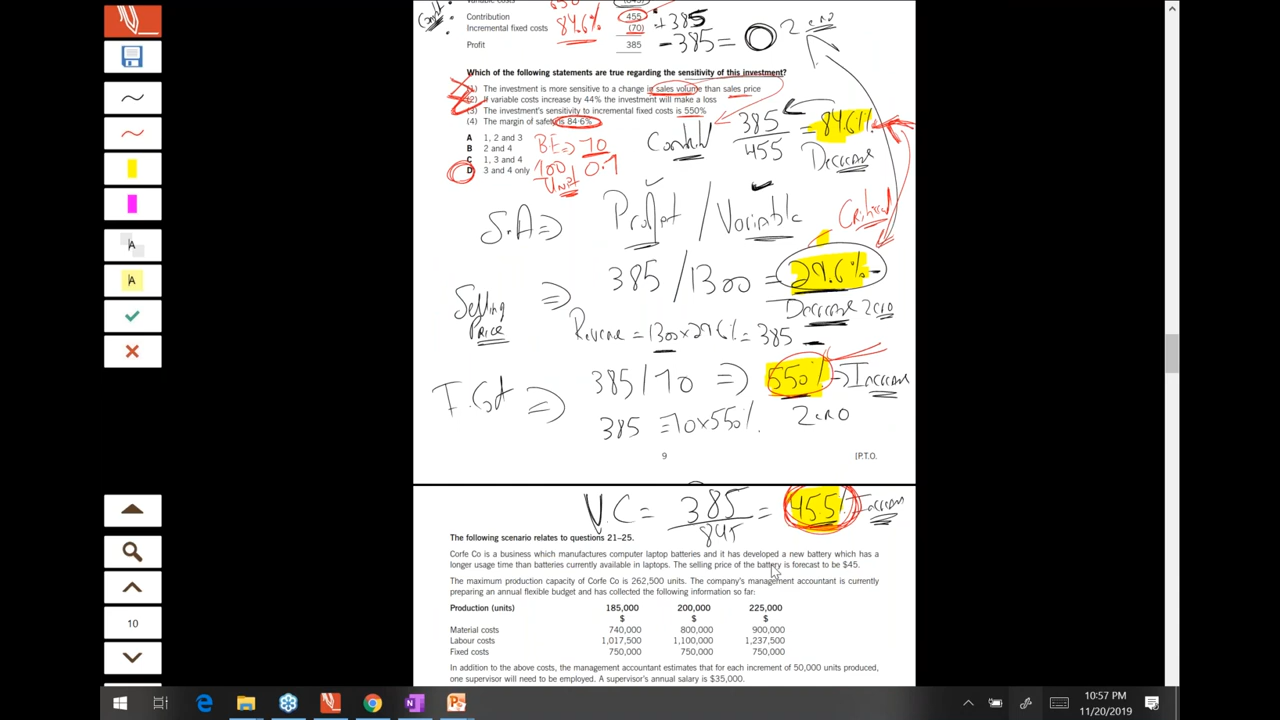 Contribution 455 +385
84.6%
Incremental fixed costs (70) -385 = 0 Zero
Profit 385
Which of the following statements are true regarding the sensitivity of this investment?
(1) The investment is more sensitive to a change in sales volume than sales price
(2) If variable costs increase by 44% the investment will make a loss
(3) The investment's sensitivity to incremental fixed costs is 550%
(4) The margin of safety is 84·6%
385 / 455 = 84.6%
Decrease
A 1, 2 and 3
B 2 and 4
C 1, 3 and 4
D 3 and 4 only
BE => 70
100 0.7
Unit
S.A => Profit / Variable
Critical
385 / 1300 = 29.6%
Decrease Zero
Selling Price =>
Revenue = 1300 x 29.6% = 385
F.Cost => 385 / 70 => 550% => Increase
385 = 70 x 550%. Zero
9
[P.T.O.
V.C = 385 / 845 = 455% Increase
The following scenario relates to questions 21–25.
Corfe Co is a business which manufactures computer laptop batteries and it has developed a new battery which has a
longer usage time than batteries currently available in laptops. The selling price of the battery is forecast to be $45.
The maximum production capacity of Corfe Co is 262,500 units. The company's management accountant is currently
preparing an annual flexible budget and has collected the following information so far:
Production (units) 185,000 200,000 225,000
$ $ $
Material costs 740,000 800,000 900,000
Labour costs 1,017,500 1,100,000 1,237,500
Fixed costs 750,000 750,000 750,000
In addition to the above costs, the management accountant estimates that for each increment of 50,000 units produced,
one supervisor will need to be employed. A supervisor's annual salary is $35,000.
A
A
10
10:57 PM
11/20/2019